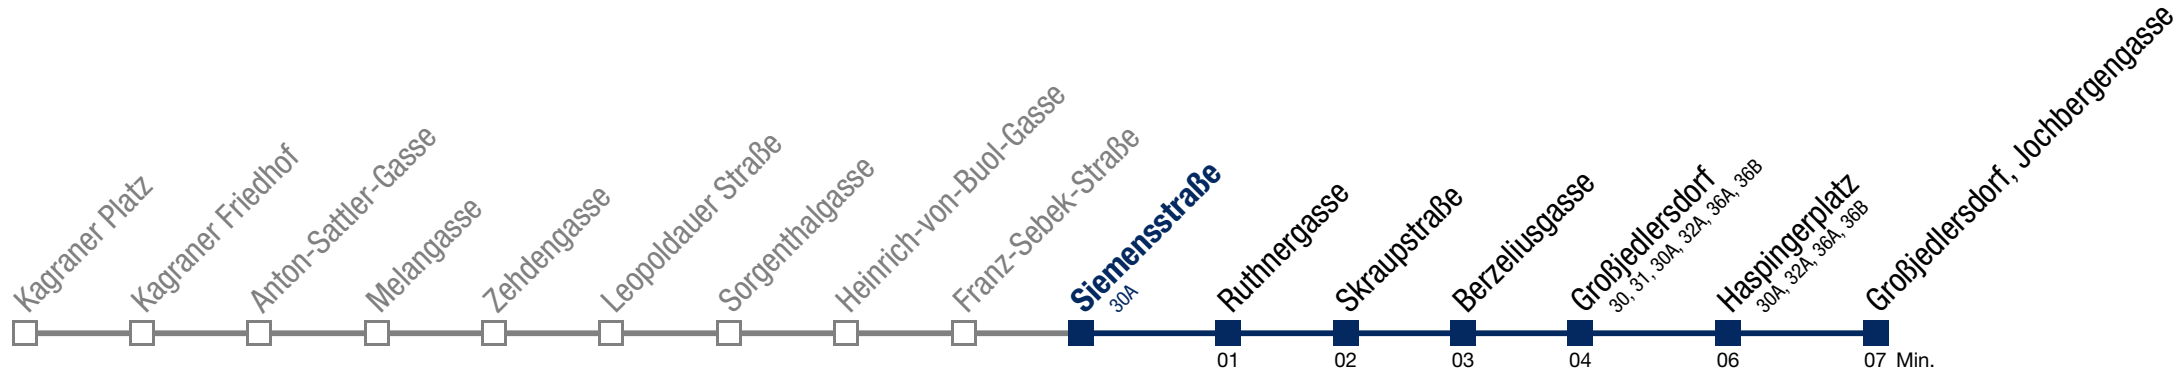 Kagraner Platz
Kagraner Friedhof
Anton-Sattler-Gasse
Melangasse
Zehdengasse
Leopoldauer Straße
Sorgenthalgasse
Heinrich-von-Buol-Gasse
Franz-Sebek-Straße
Siemensstraße
30A
Ruthnergasse
Skraupstraße
Berzeliusgasse
Großjedlersdorf
30, 31, 30A, 32A, 36A, 36B
Haspingerplatz
30A, 32A, 36A, 36B
Großjedlersdorf, Jochbergengasse
01 02 03 04 06 07 Min.